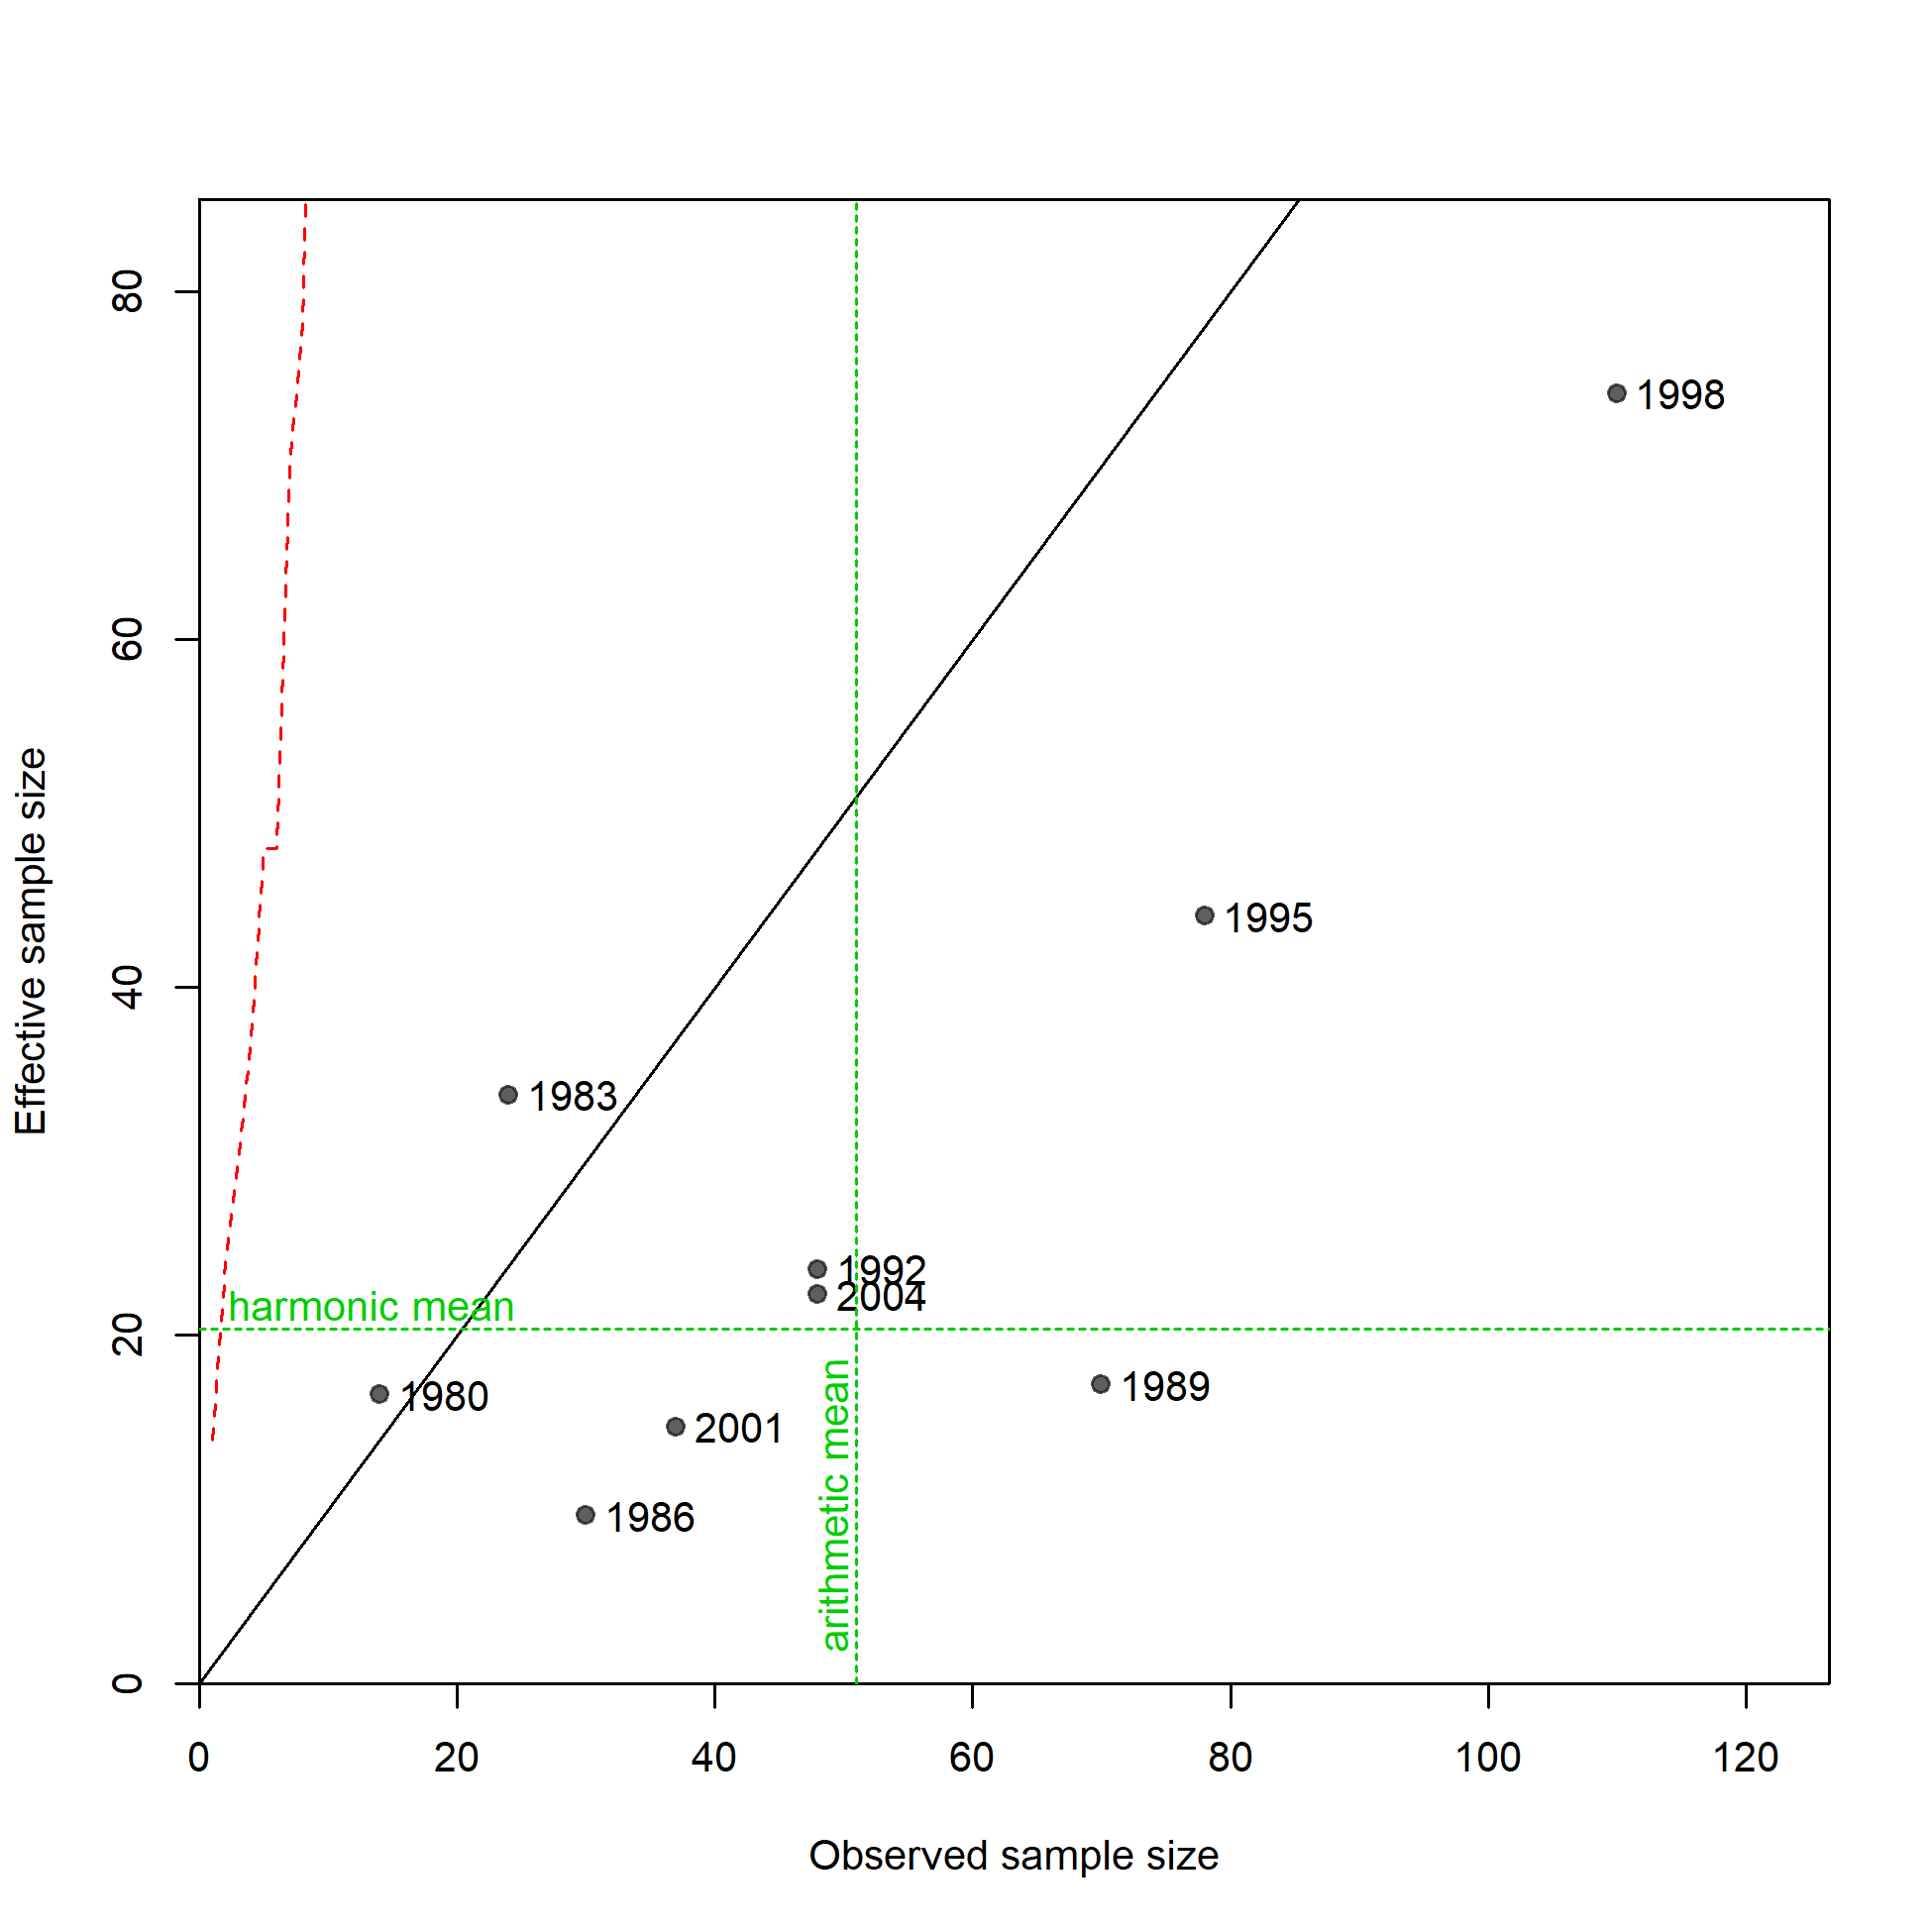 80
60
40
20
0
Effective sample size
1998
1995
1983
1992
2004
harmonic mean
1980
1989
2001
1986
arithmetic mean
0 20 40 60 80 100 120
Observed sample size